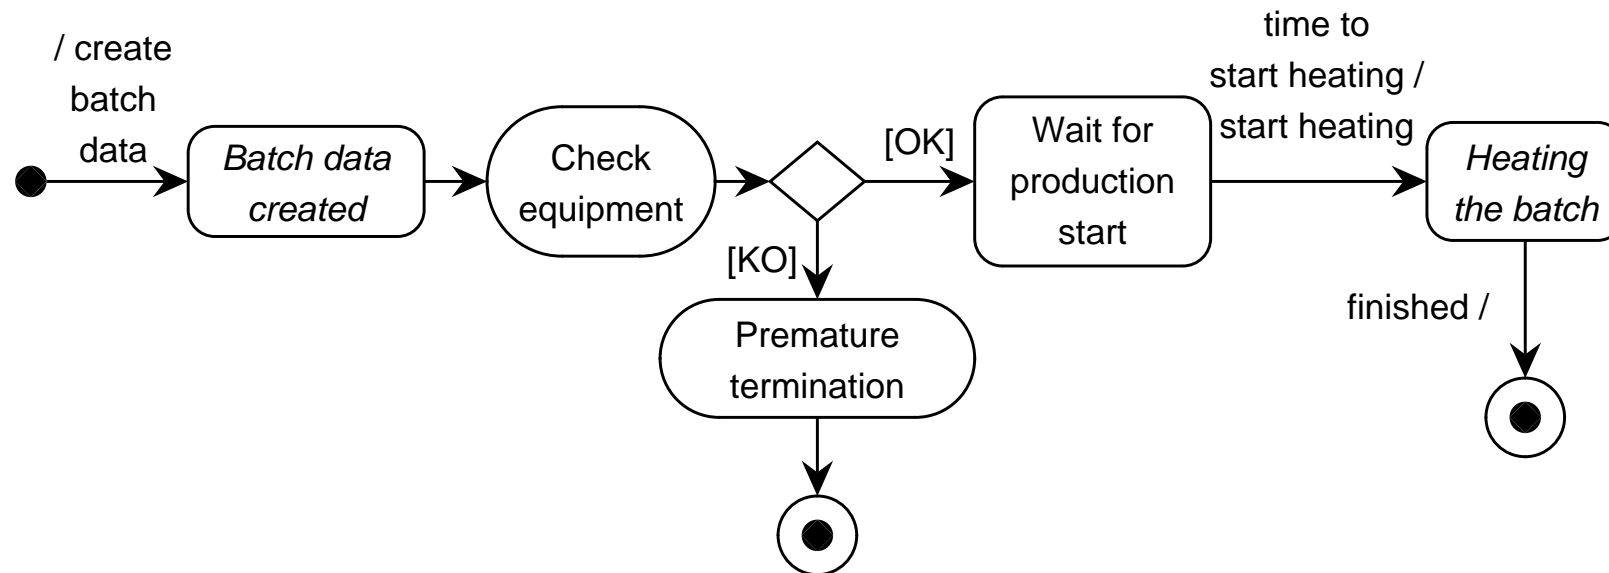 / create
batch
data
Batch data
created
Check
equipment
[OK]
[KO]
Premature
termination
Wait for
production
start
time to
start heating /
start heating
Heating
the batch
finished /